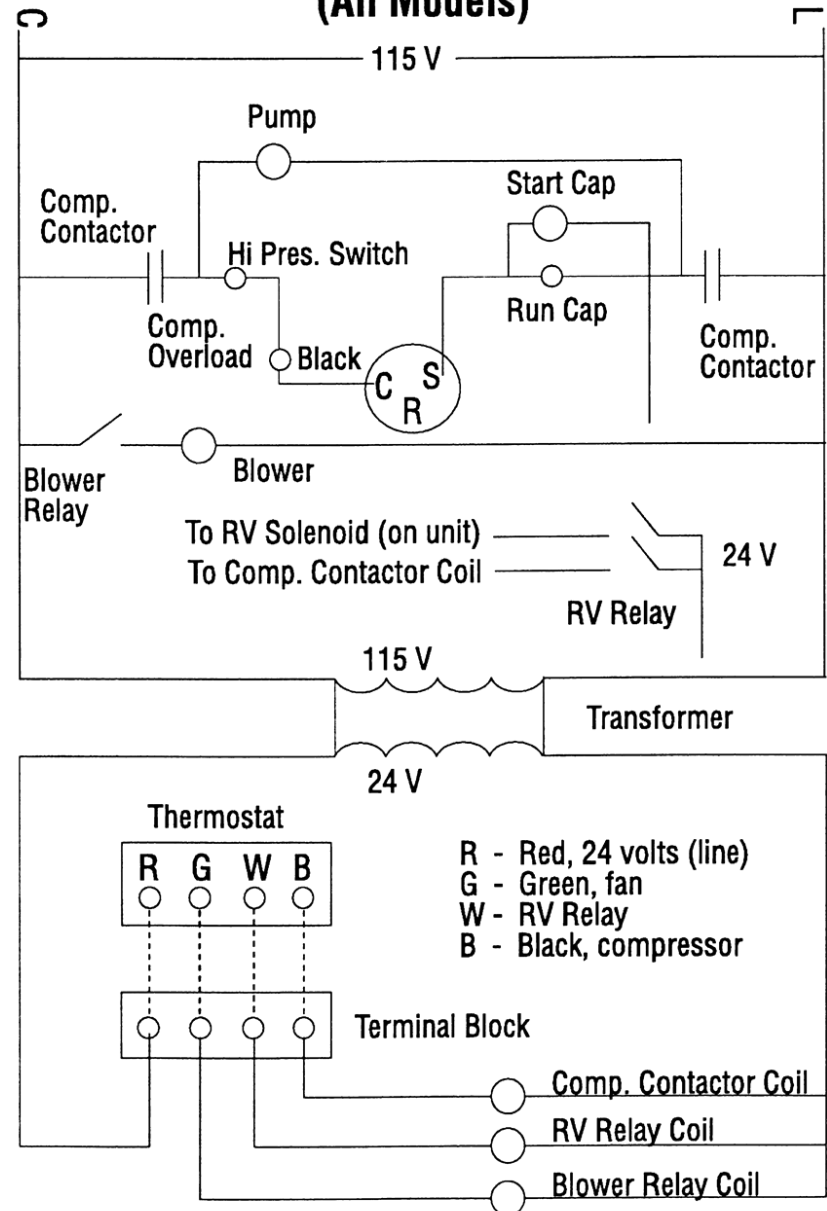 (All Models)
C
L
115 V
Pump
Start Cap
Comp.
Contactor
Hi Pres. Switch
Run Cap
Comp.
Overload
Black
Comp.
Contactor
C
S
R
Blower
Relay
Blower
To RV Solenoid (on unit)
To Comp. Contactor Coil
24 V
RV Relay
115 V
Transformer
24 V
Thermostat
R G W B
R - Red, 24 volts (line)
G - Green, fan
W - RV Relay
B - Black, compressor
Terminal Block
Comp. Contactor Coil
RV Relay Coil
Blower Relay Coil